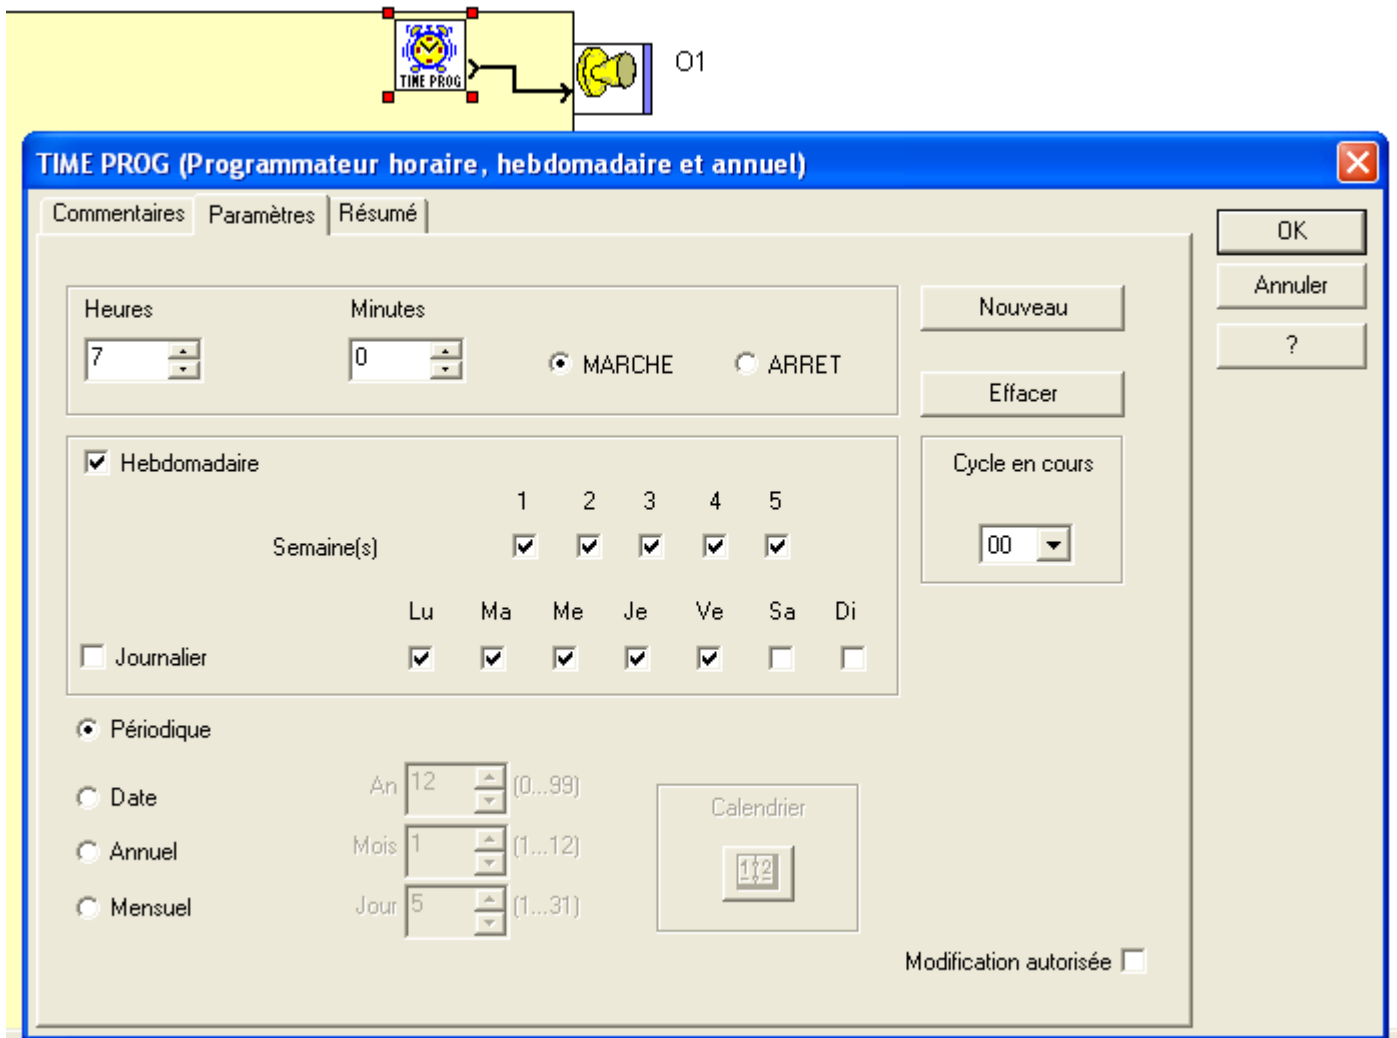 TIME PROG
O1
TIME PROG (Programmateur horaire, hebdomadaire et annuel)
Commentaires Paramètres Résumé
OK
Annuler
?
Heures Minutes
7 0 MARCHE ARRET
Nouveau
Effacer
Hebdomadaire
1 2 3 4 5
Semaine(s)
Lu Ma Me Je Ve Sa Di
Journalier
Cycle en cours
00
Périodique
Date
Annuel
Mensuel
An 12 (0...99)
Mois 1 (1...12)
Jour 5 (1...31)
Calendrier
1 2
Modification autorisée